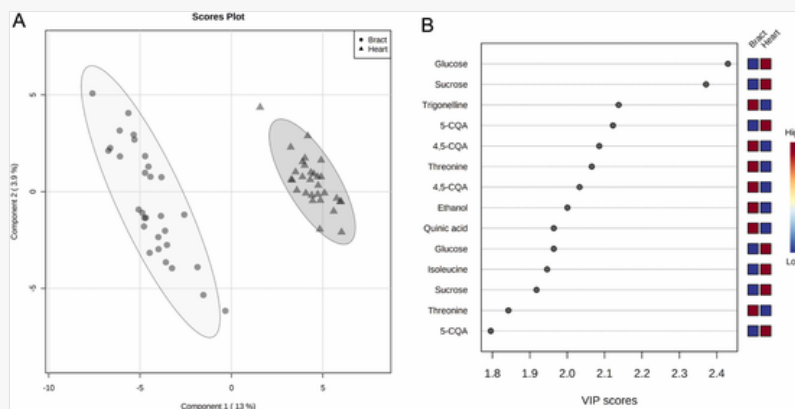 A
Scores Plot
Bract
Heart
Component 2 ( 3.9 %)
5
0
-5
-10
-5
0
5
Component 1 ( 13 %)
B
Bract
Heart
Glucose
Sucrose
Trigonelline
5-CQA
4,5-CQA
Threonine
4,5-CQA
Ethanol
Quinic acid
Glucose
Isoleucine
Sucrose
Threonine
5-CQA
1.8 1.9 2.0 2.1 2.2 2.3 2.4
VIP scores